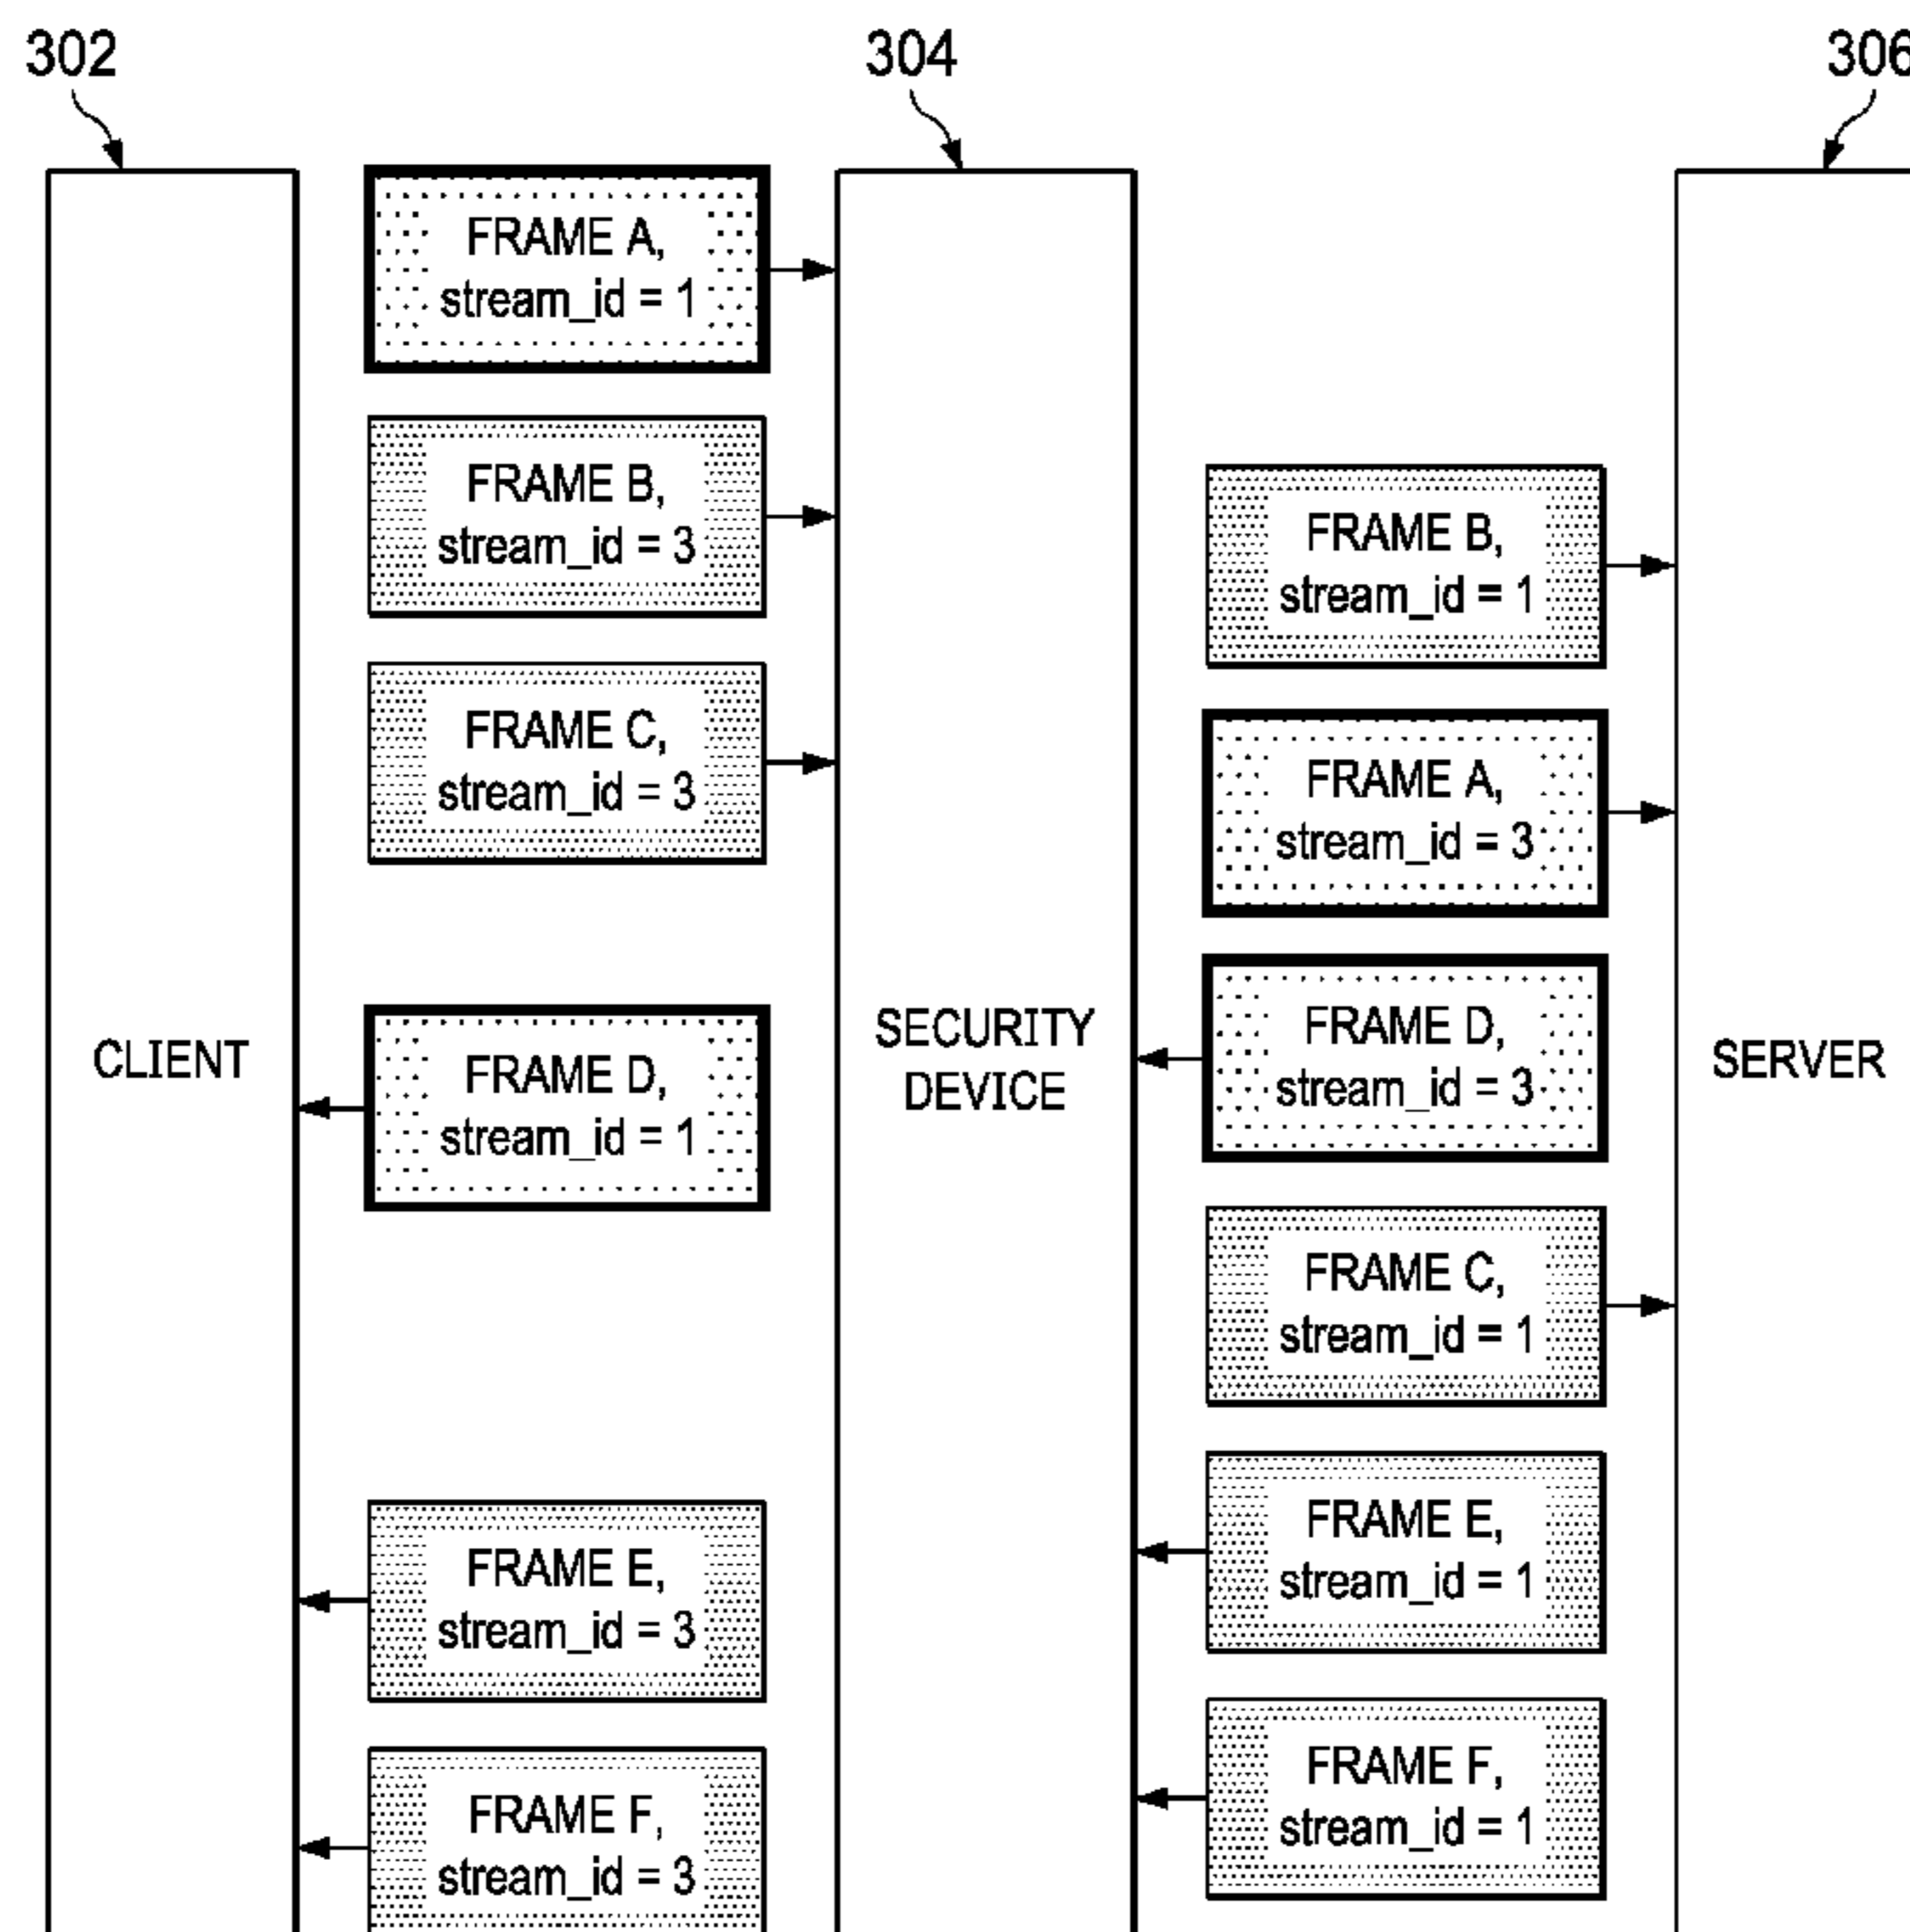 302
304
306
FRAME A,
stream_id = 1
FRAME B,
stream_id = 3
FRAME B,
stream_id = 1
FRAME C,
stream_id = 3
FRAME A,
stream_id = 3
CLIENT
FRAME D,
stream_id = 1
SECURITY
DEVICE
FRAME D,
stream_id = 3
SERVER
FRAME C,
stream_id = 1
FRAME E,
stream_id = 3
FRAME E,
stream_id = 1
FRAME F,
stream_id = 3
FRAME F,
stream_id = 1